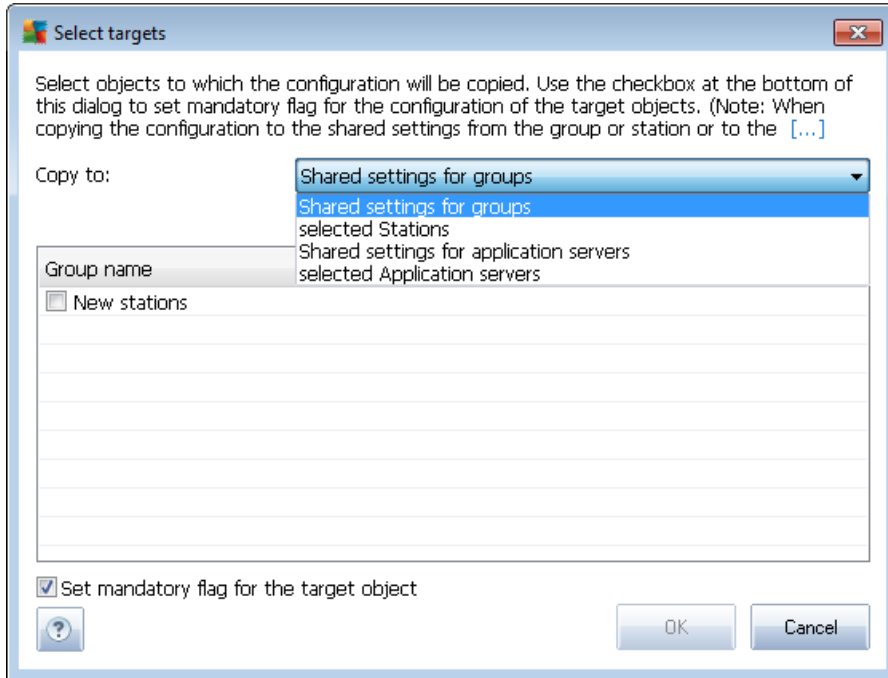 Select targets
Select objects to which the configuration will be copied. Use the checkbox at the bottom of
this dialog to set mandatory flag for the configuration of the target objects. (Note: When
copying the configuration to the shared settings from the group or station or to the [...]
Copy to:
Shared settings for groups
Shared settings for groups
selected Stations
Shared settings for application servers
selected Application servers
Group name
New stations
Set mandatory flag for the target object
?
OK
Cancel